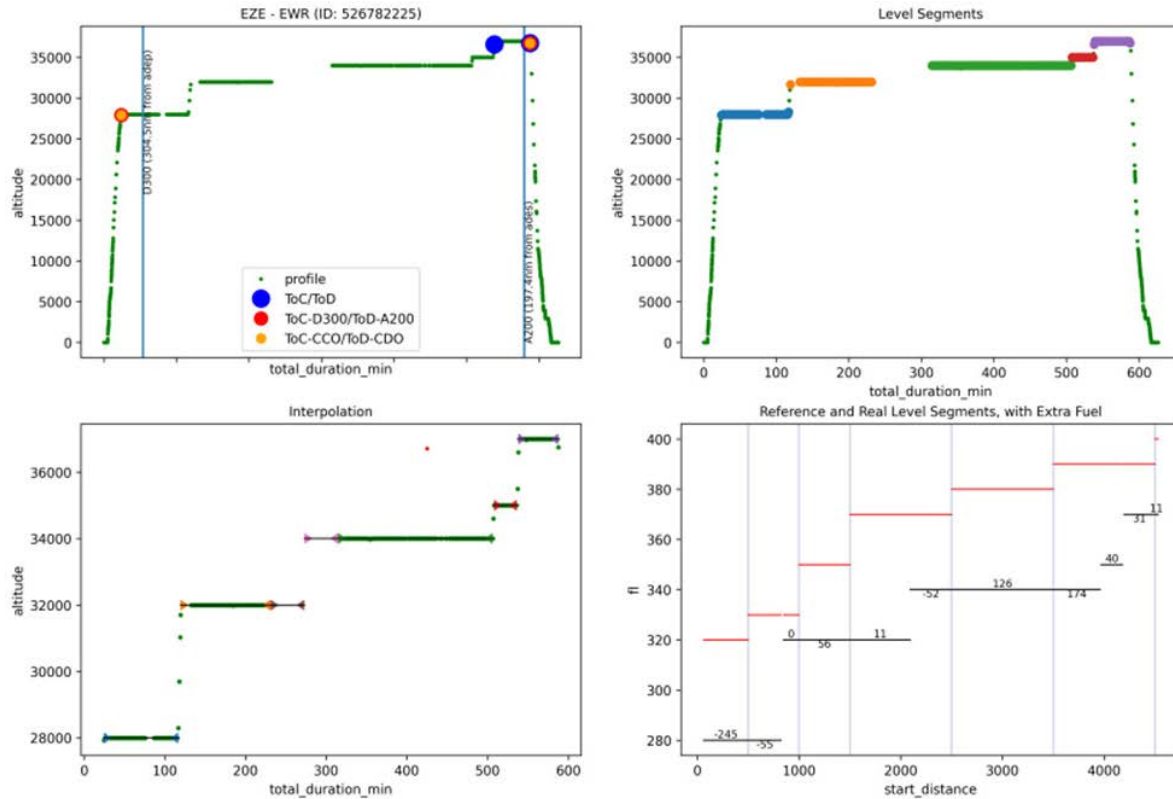 EZE - EWR (ID: 526782225)
35000
30000
25000
20000
15000
10000
5000
0
altitude
D300 (304.5nm from adep)
A200 (197.4nm from ades)
profile
ToC/ToD
ToC-D300/ToD-A200
ToC-CCO/ToD-CDO
total_duration_min
Level Segments
35000
30000
25000
20000
15000
10000
5000
0
altitude
0 100 200 300 400 500 600
total_duration_min
Interpolation
36000
34000
32000
30000
28000
altitude
0 100 200 300 400 500 600
total_duration_min
Reference and Real Level Segments, with Extra Fuel
400
380
360
340
320
300
280
fl
11
31
40
126
-52 174
0 11
56
-245
-55
0 1000 2000 3000 4000
start_distance